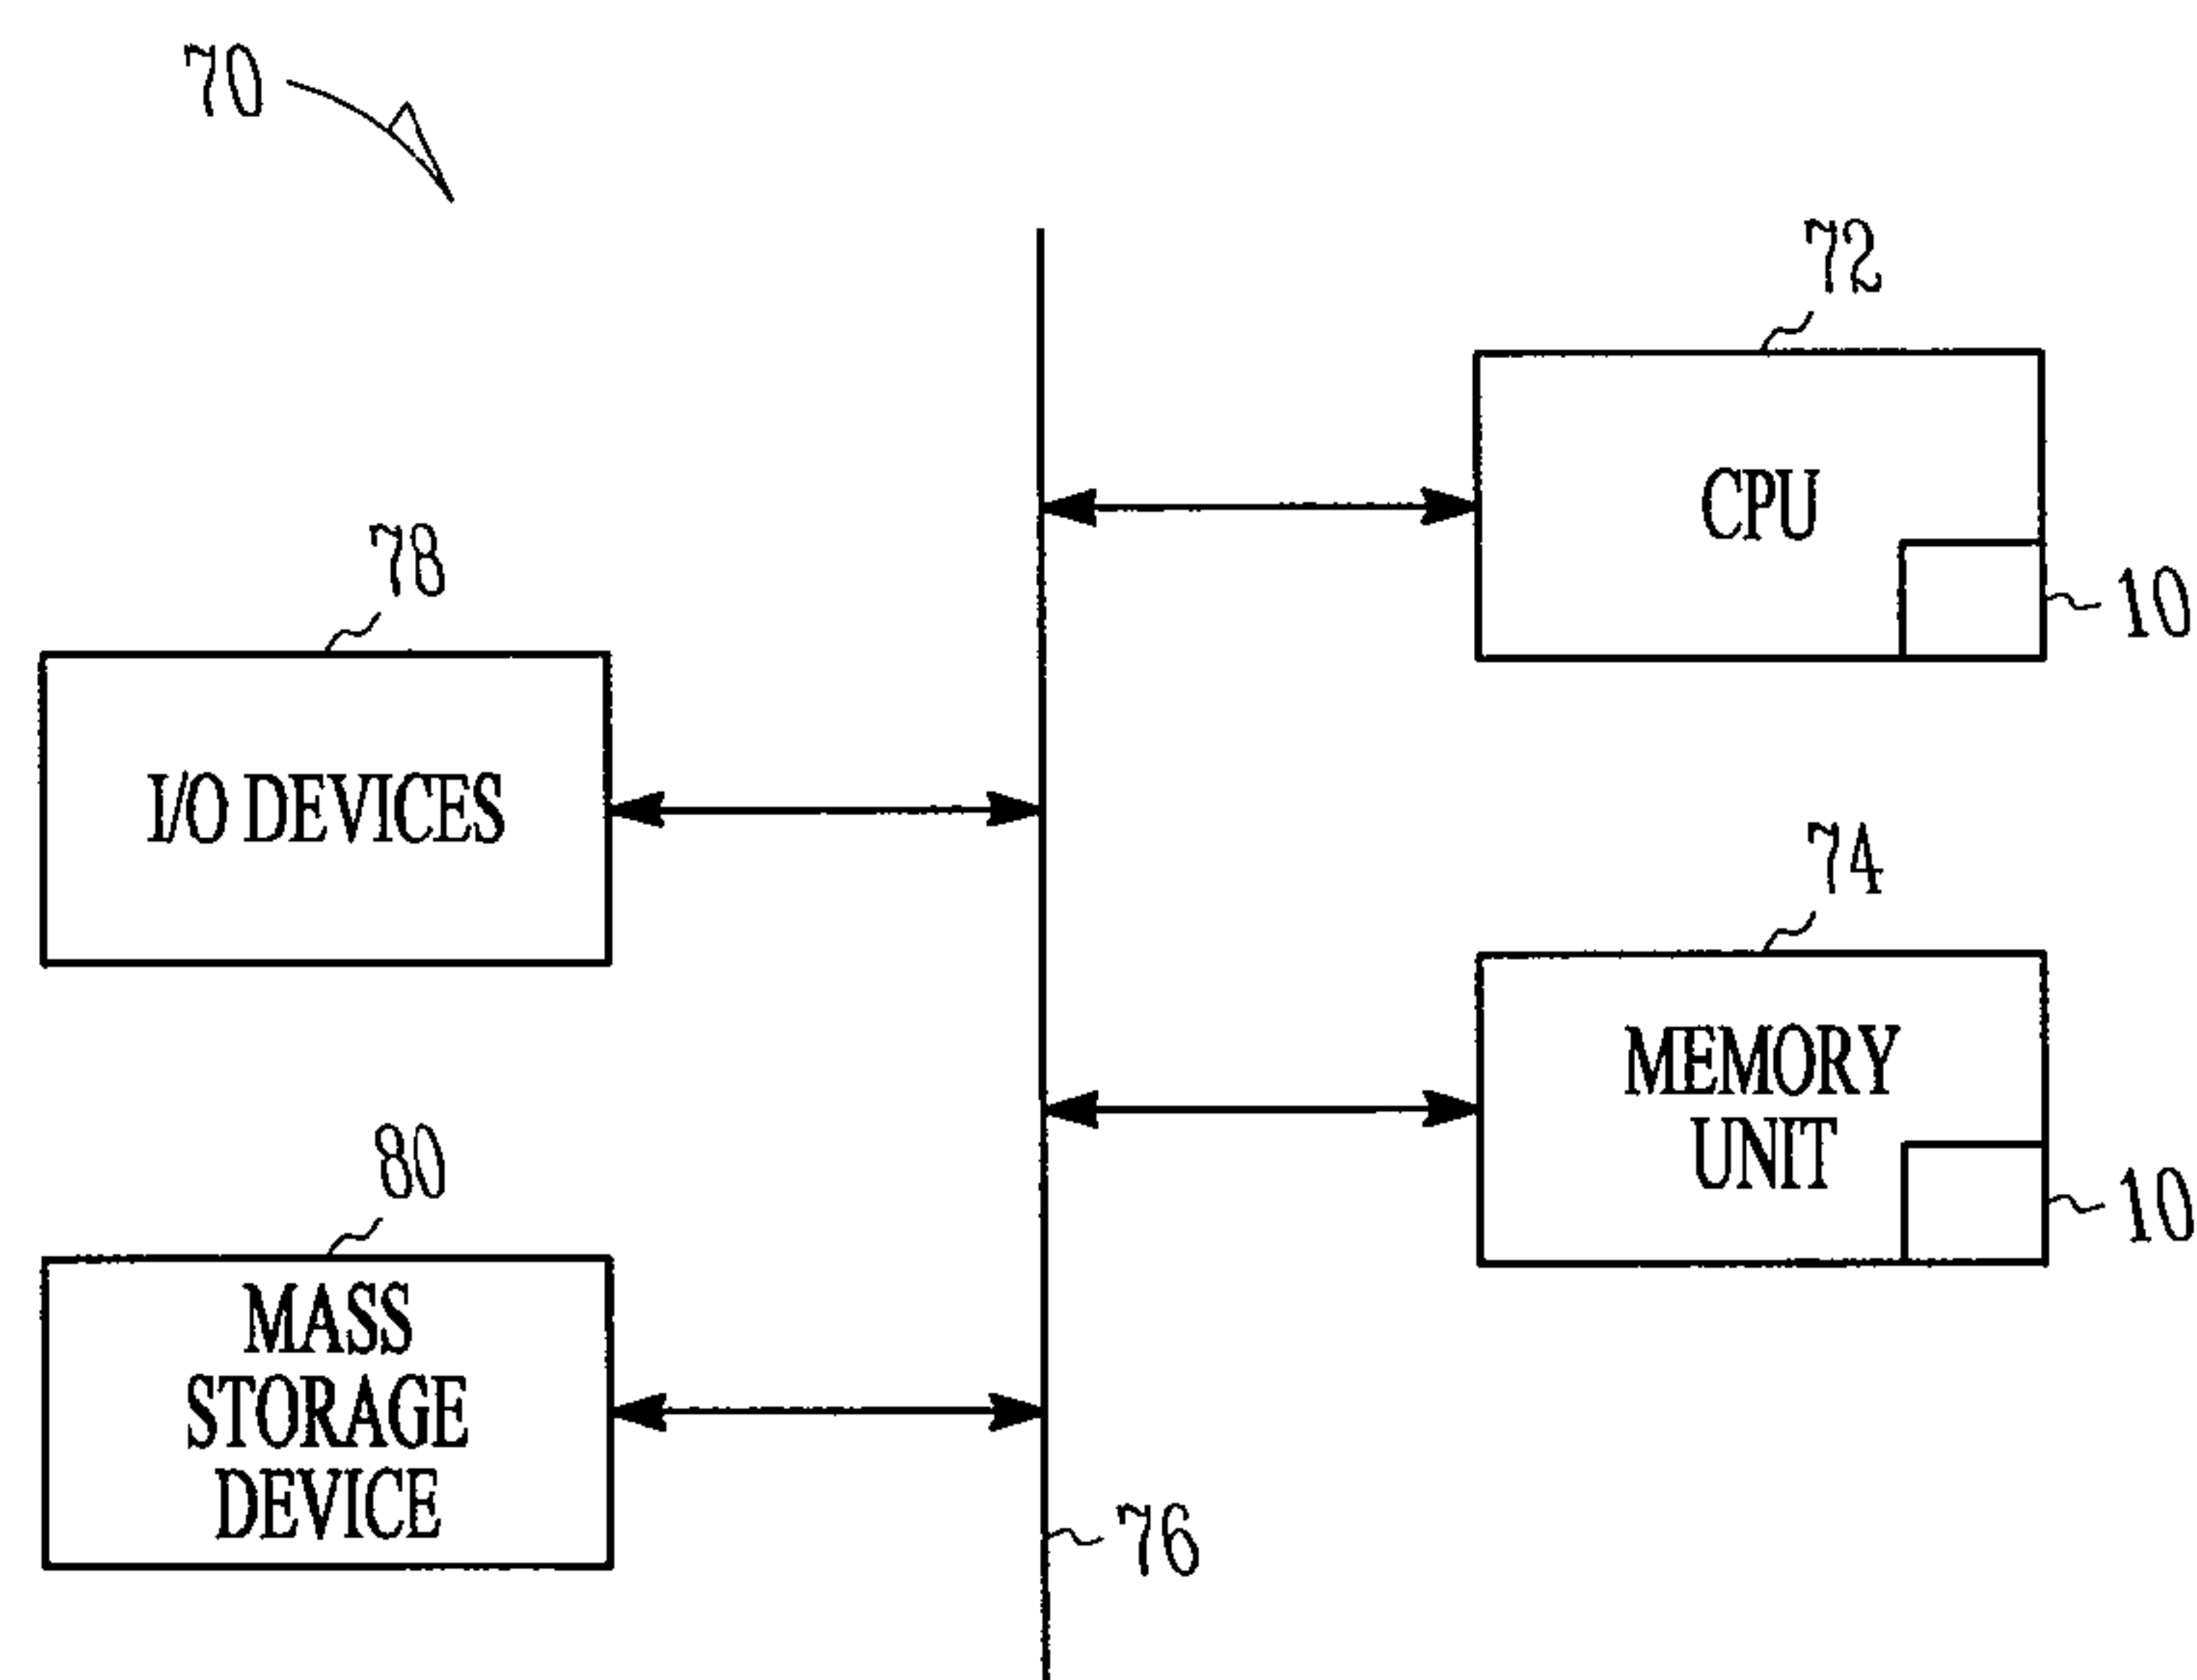 70
72
CPU
10
78
I/O DEVICES
74
MEMORY
UNIT
10
80
MASS
STORAGE
DEVICE
76